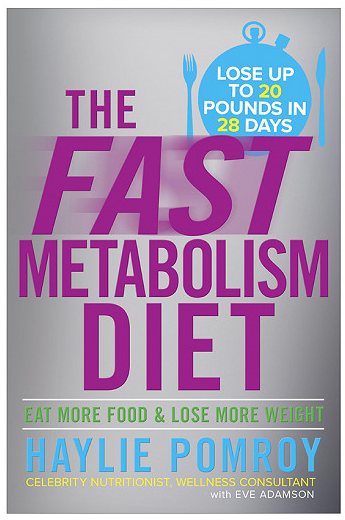 LOSE UP
TO 20
POUNDS IN
28 DAYS
THE
FAST
METABOLISM
DIET
EAT MORE FOOD & LOSE MORE WEIGHT
HAYLIE POMROY
CELEBRITY NUTRITIONIST, WELLNESS CONSULTANT
with EVE ADAMSON